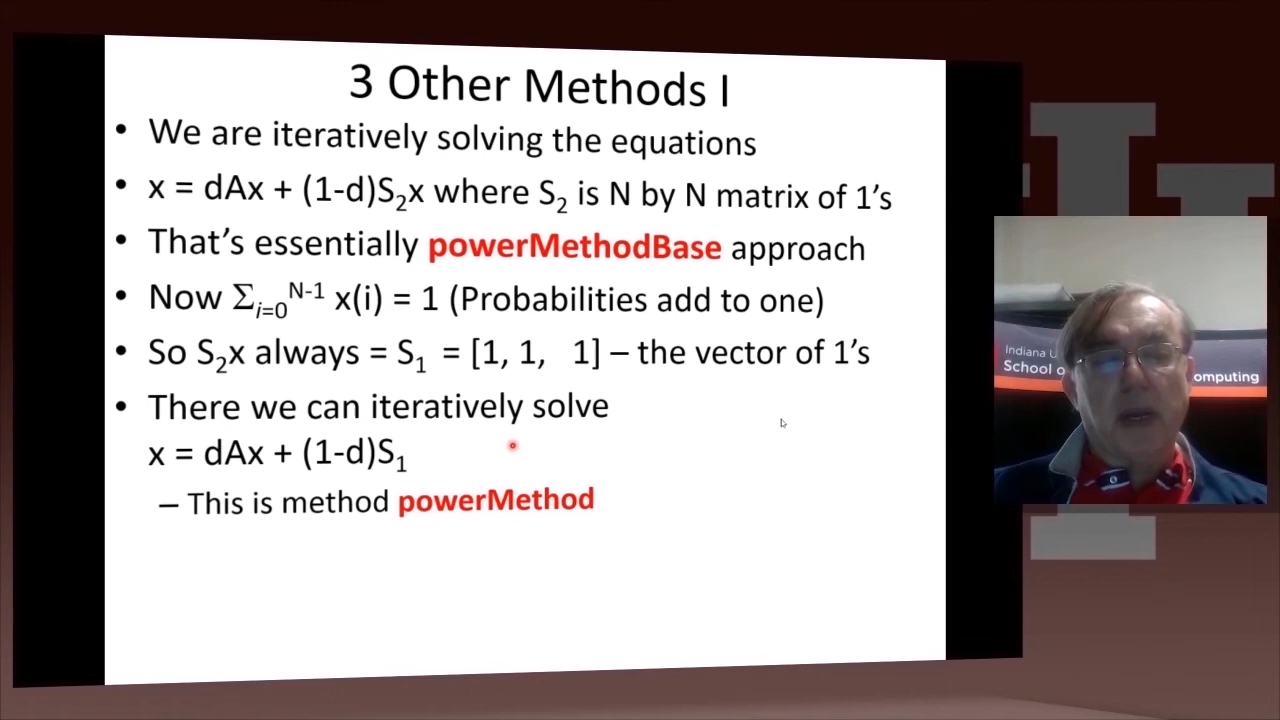 3 Other Methods I
• We are iteratively solving the equations
• x = dAx + (1-d)S₂x where S₂ is N by N matrix of 1’s
• That’s essentially powerMethodBase approach
• Now Σᵢ₌₀ᴺ⁻¹ x(i) = 1 (Probabilities add to one)
• So S₂x always = S₁ = [1, 1, 1] – the vector of 1’s
• There we can iteratively solve
x = dAx + (1-d)S₁
– This is method powerMethod
Indiana U
School o
omputing